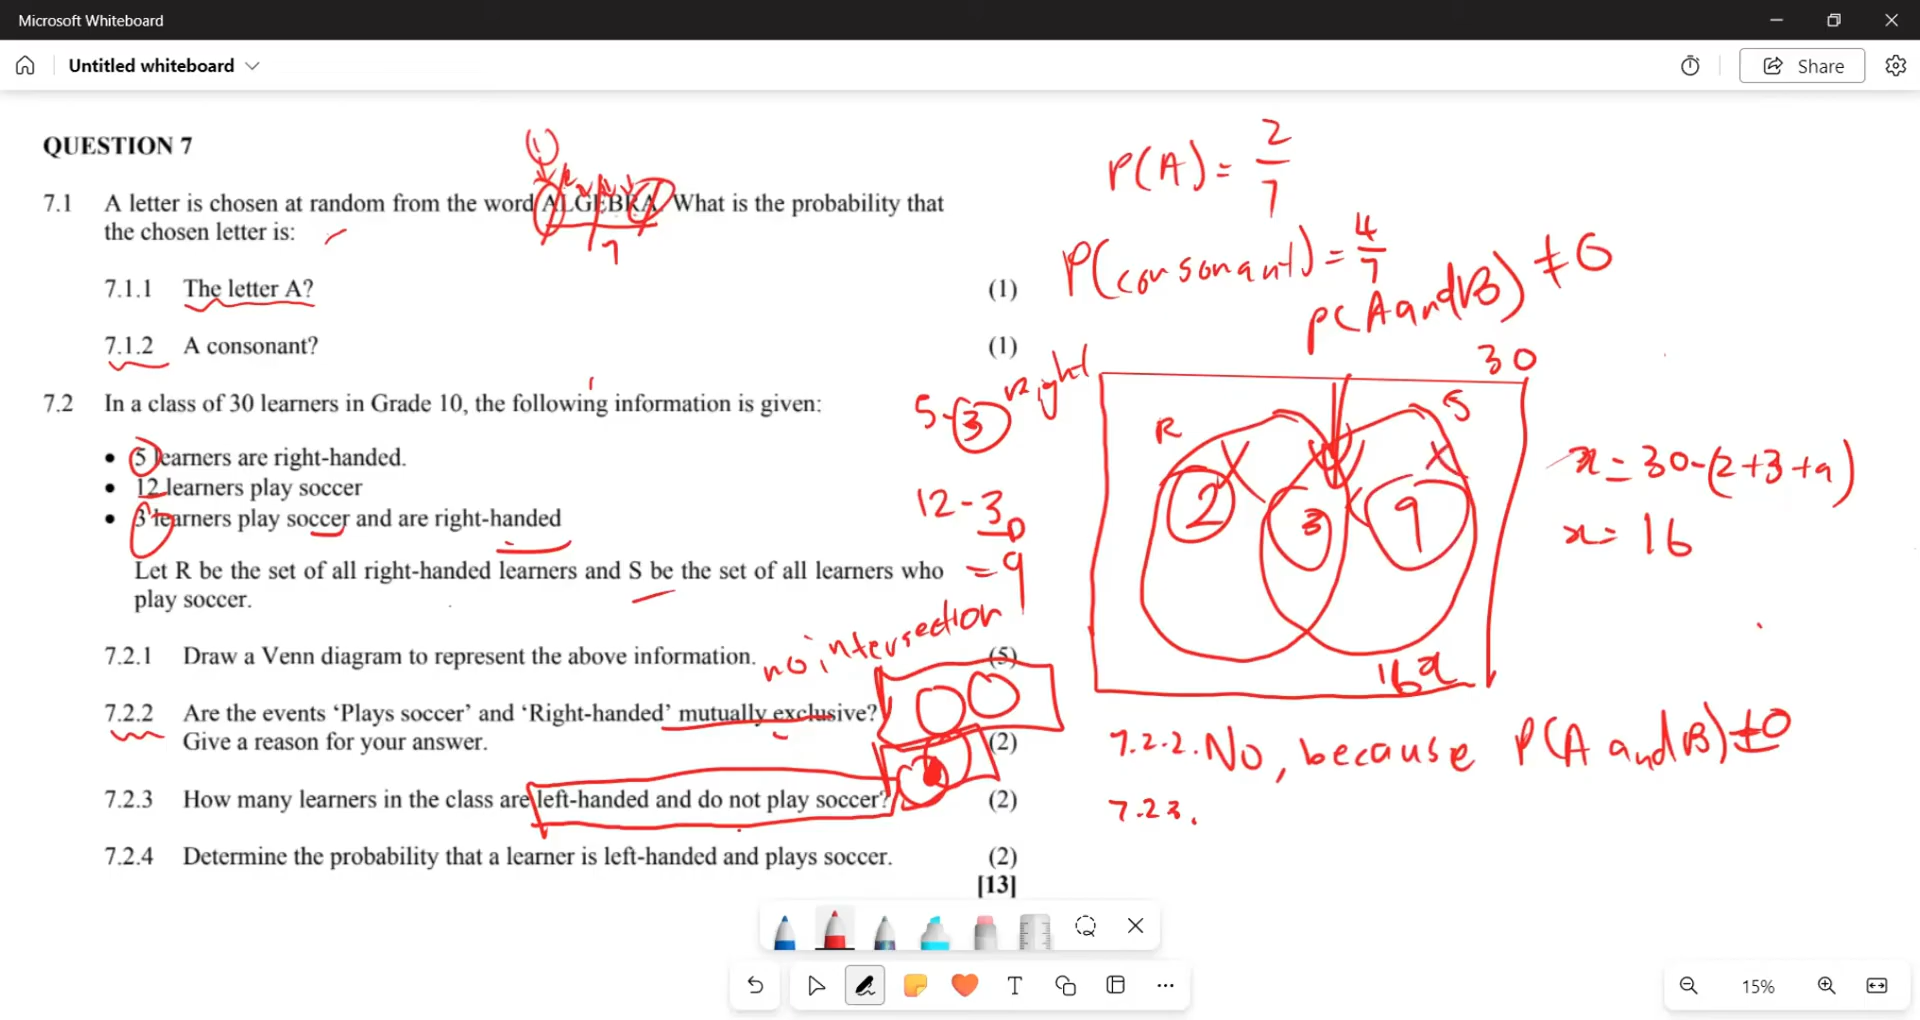 Microsoft Whiteboard
Untitled whiteboard
Share
QUESTION 7
7.1 A letter is chosen at random from the word ALGEBRA. What is the probability that
the chosen letter is:
(1)
7
7.1.1 The letter A? (1)
7.1.2 A consonant? (1)
7.2 In a class of 30 learners in Grade 10, the following information is given:
• 5 learners are right-handed.
• 12 learners play soccer
• 3 learners play soccer and are right-handed
Let R be the set of all right-handed learners and S be the set of all learners who
play soccer.
7.2.1 Draw a Venn diagram to represent the above information. (5)
7.2.2 Are the events ‘Plays soccer’ and ‘Right-handed’ mutually exclusive?
Give a reason for your answer. (2)
7.2.3 How many learners in the class are left-handed and do not play soccer? (2)
7.2.4 Determine the probability that a learner is left-handed and plays soccer. (2)
[13]
no intersection
P(A) = 2/7
P(consonant) = 4/7
P(A and B) ≠ 0
5 - 3 right
12 - 3
= 9
30
R S
2 3 9
16 x
x = 30 - (2+3+9)
x = 16
7.2.2. No, because P(A and B) ≠ 0
7.2.3.
15%